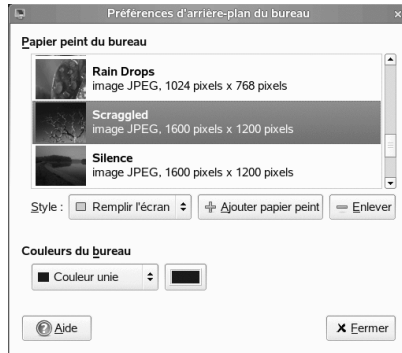 Préférences d'arrière-plan du bureau
Papier peint du bureau
Rain Drops
image JPEG, 1024 pixels x 768 pixels
Scraggled
image JPEG, 1600 pixels x 1200 pixels
Silence
image JPEG, 1600 pixels x 1200 pixels
Style : Remplir l'écran Ajouter papier peint Enlever
Couleurs du bureau
Couleur unie
Aide Fermer